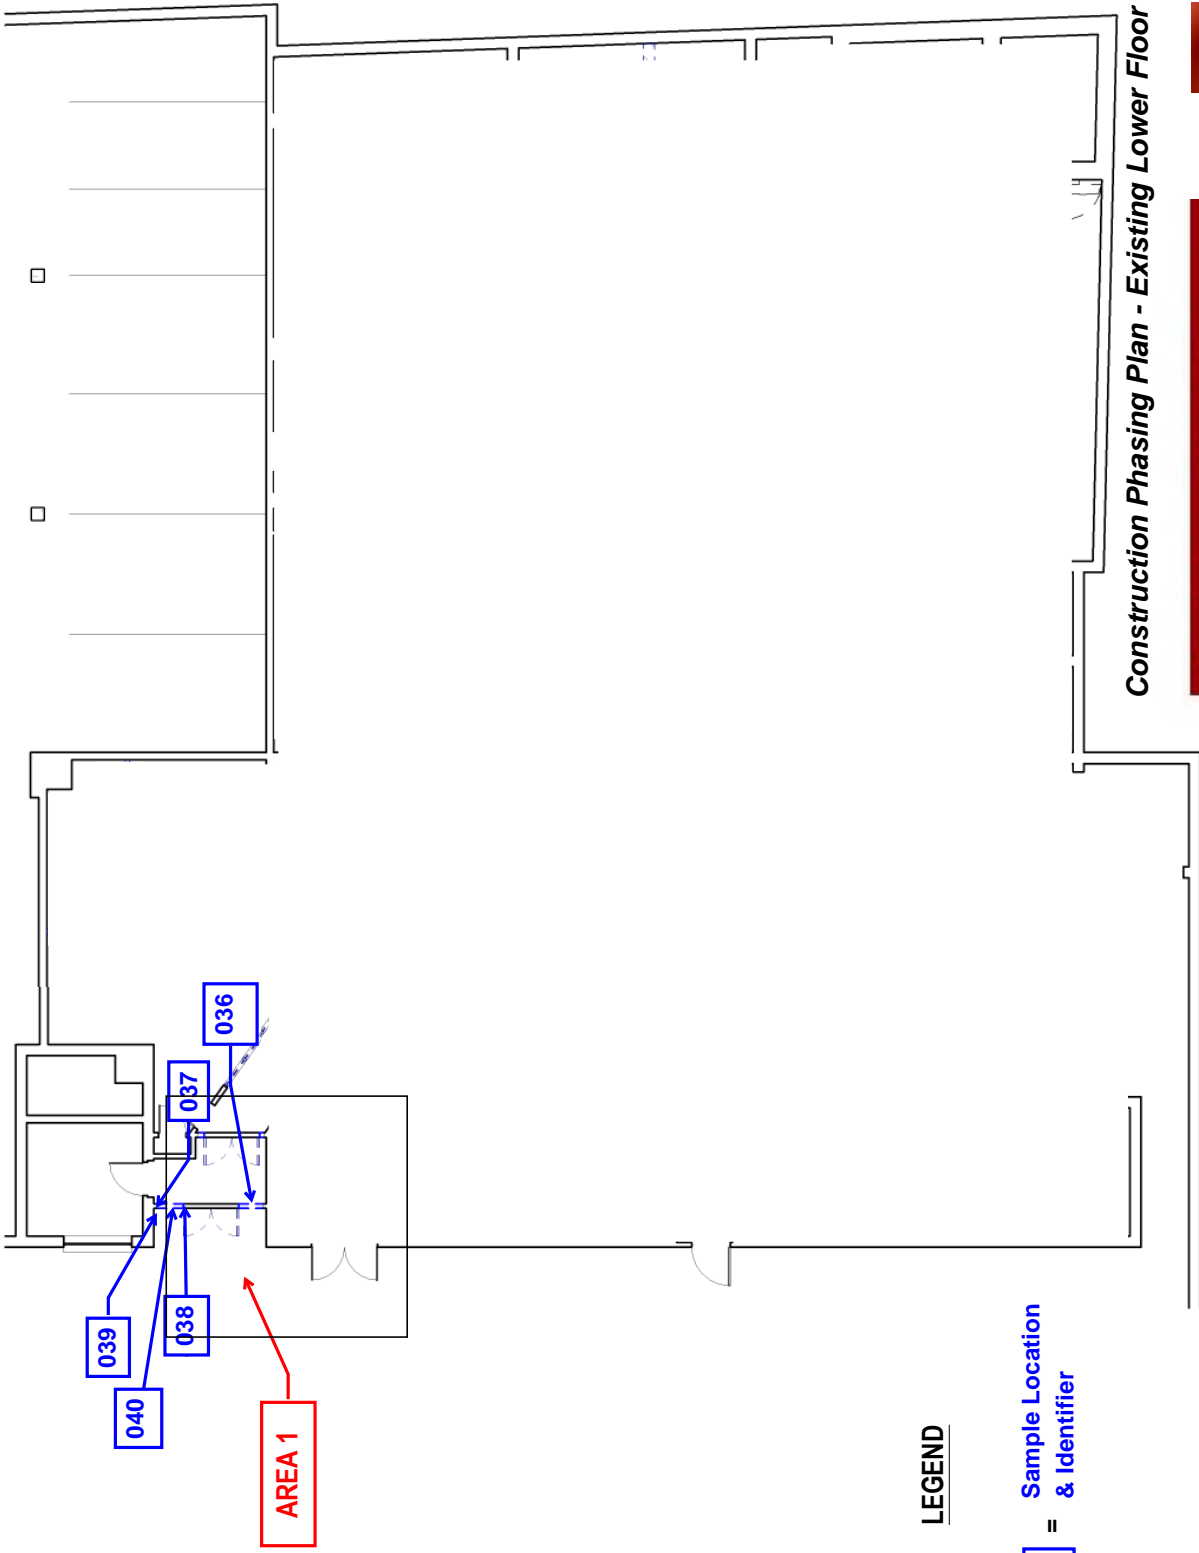 Construction Phasing Plan - Existing Lower Floor
036
037
039
038
040
AREA 1
LEGEND
= Sample Location
& Identifier